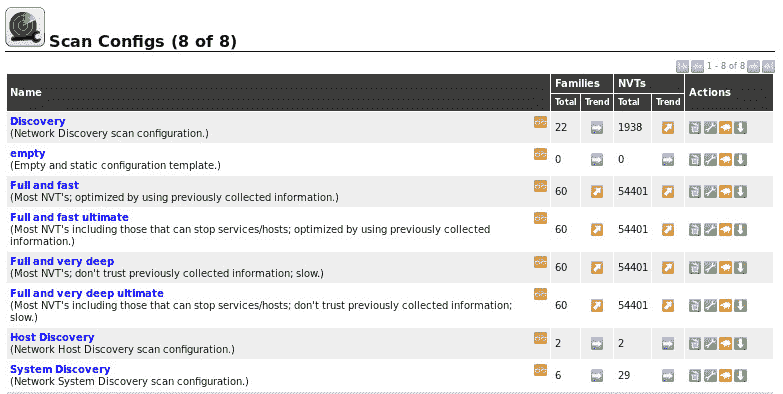 Scan Configs (8 of 8)
1 - 8 of 8
Name Families NVTs Actions
Total Trend Total Trend
Discovery
(Network Discovery scan configuration.) 22 1938
empty
(Empty and static configuration template.) 0 0
Full and fast
(Most NVT's; optimized by using previously collected information.) 60 54401
Full and fast ultimate
(Most NVT's including those that can stop services/hosts; optimized by using previously collected 60 54401
information.)
Full and very deep
(Most NVT's; don't trust previously collected information; slow.) 60 54401
Full and very deep ultimate
(Most NVT's including those that can stop services/hosts; don't trust previously collected information; 60 54401
slow.)
Host Discovery
(Network Host Discovery scan configuration.) 2 2
System Discovery
(Network System Discovery scan configuration.) 6 29